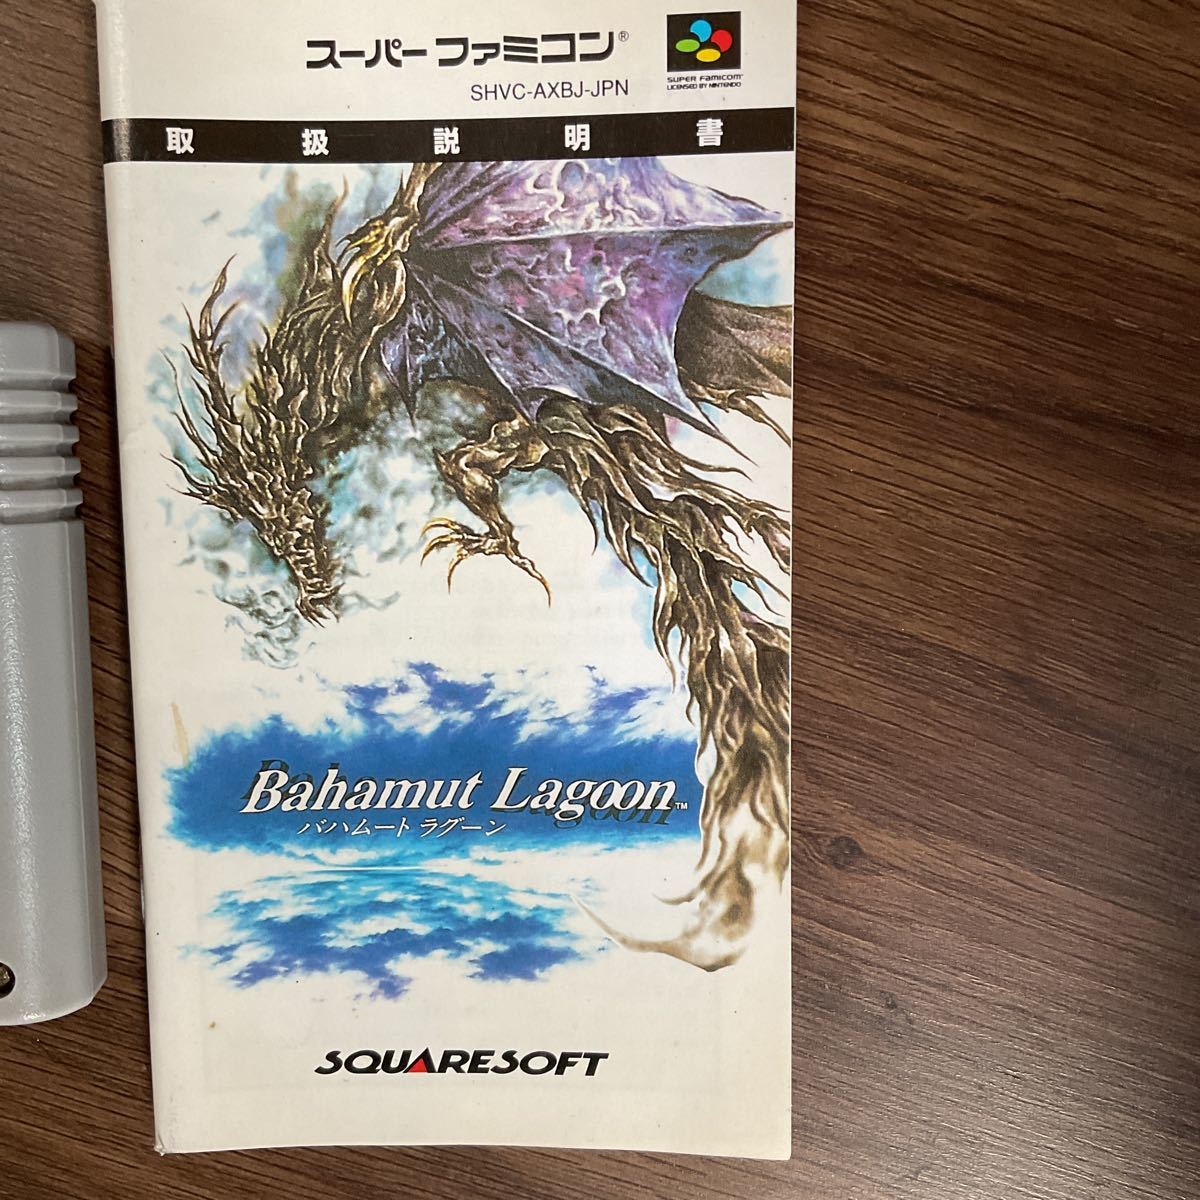 スーパーファミコン®
SHVC-AXBJ-JPN
SUPER FAMICOM™
LICENSED BY NINTENDO
取扱説明書
Bahamut Lagoon™
バハムート ラグーン
SQUARESOFT